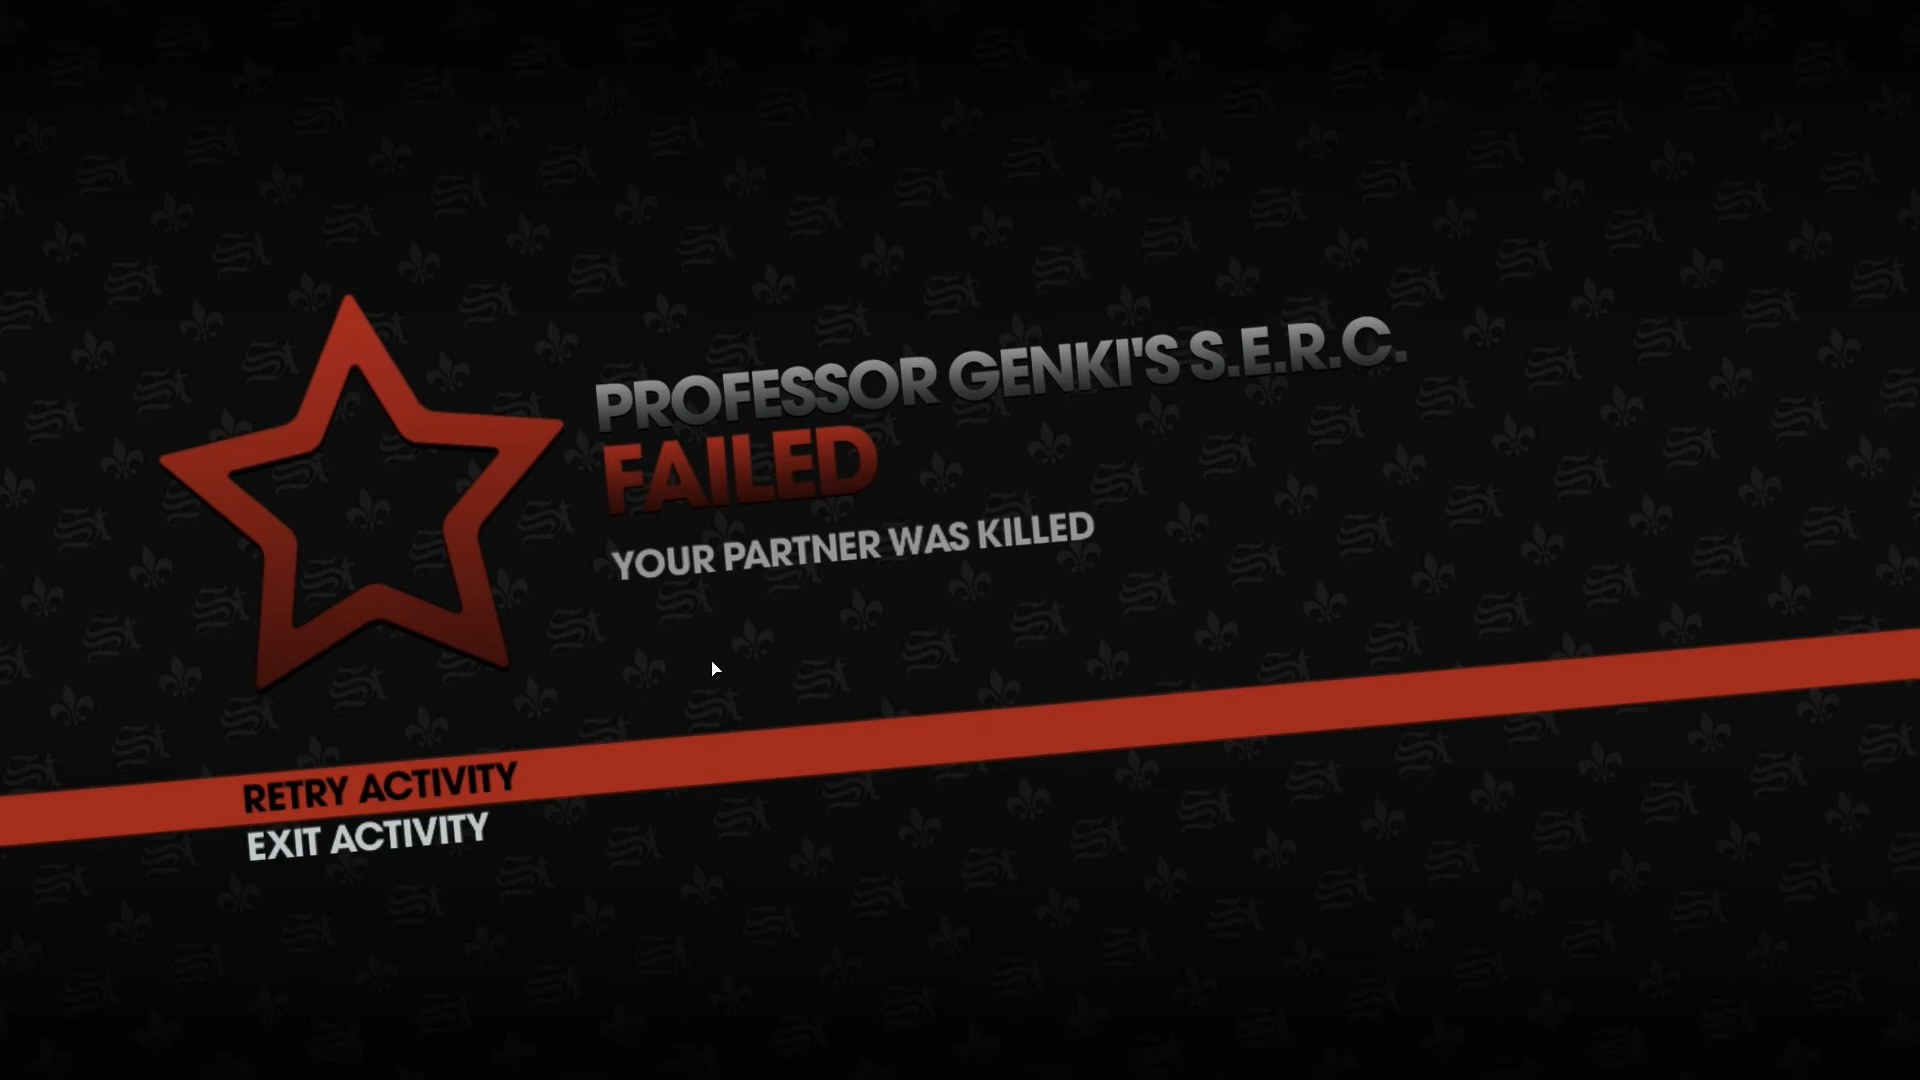 PROFESSOR GENKI'S S.E.R.C.
FAILED
YOUR PARTNER WAS KILLED
RETRY ACTIVITY
EXIT ACTIVITY